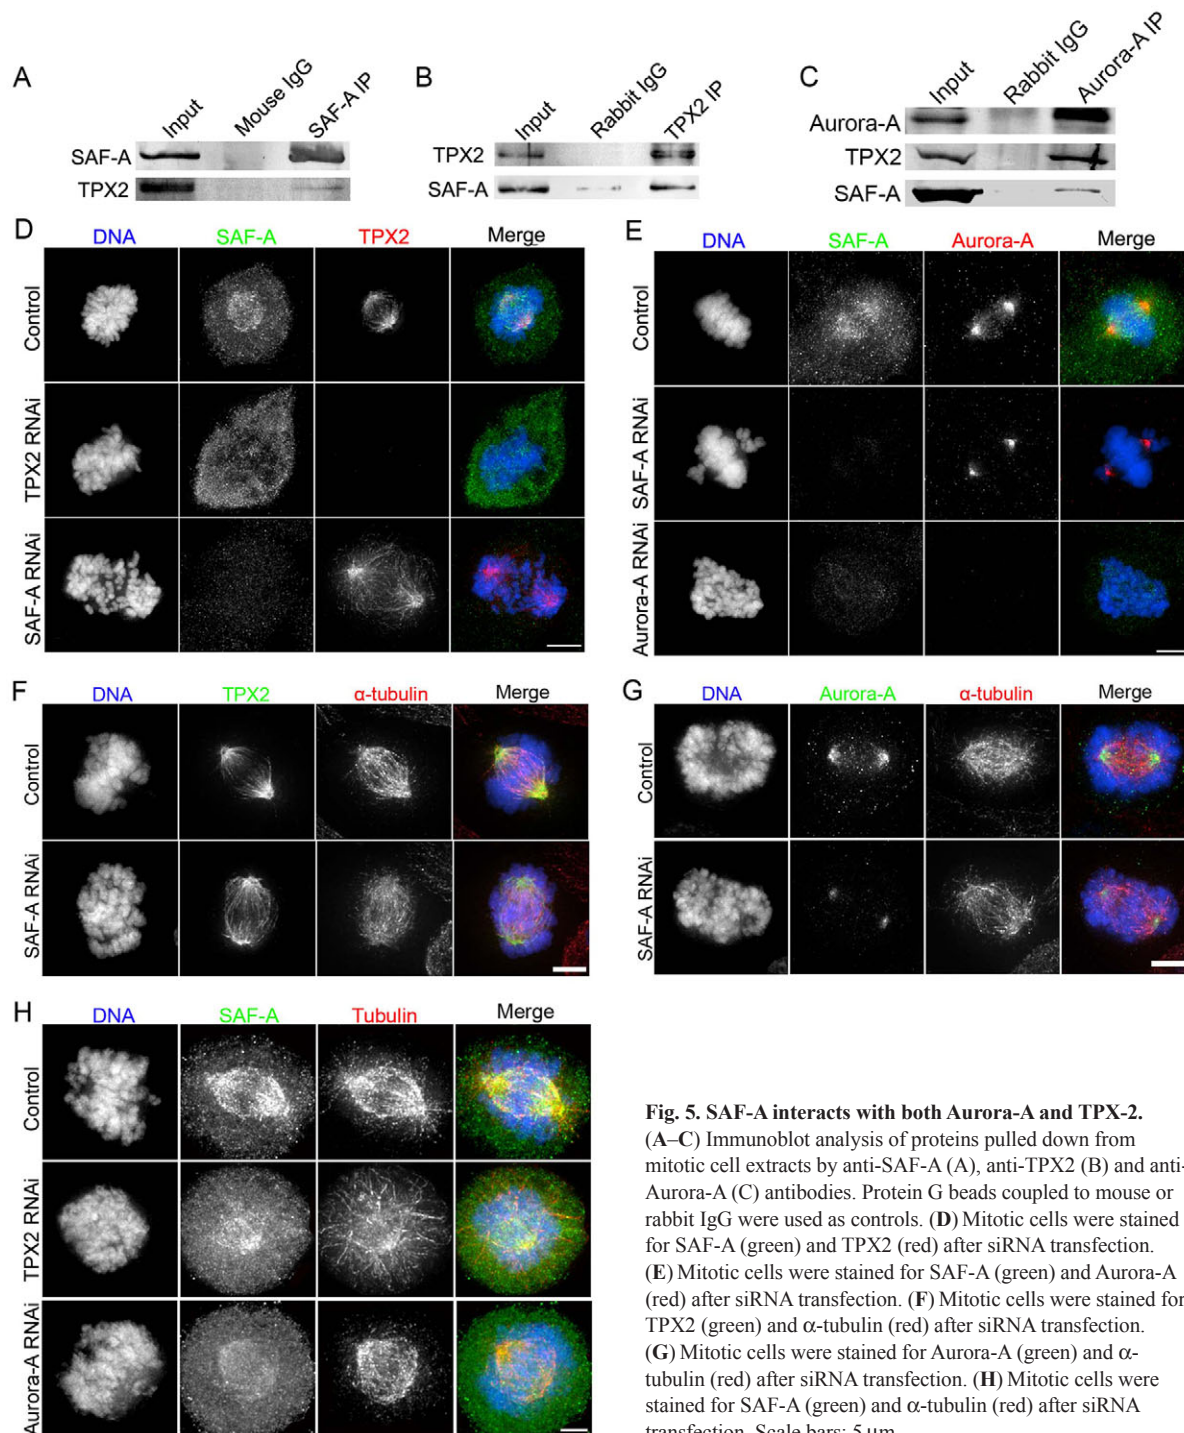 A
Input
Mouse IgG
SAF-A IP
SAF-A
TPX2
B
Input
Rabbit IgG
TPX2 IP
TPX2
SAF-A
C
Input
Rabbit IgG
Aurora-A IP
Aurora-A
TPX2
SAF-A
D
DNA SAF-A TPX2 Merge
Control
TPX2 RNAi
SAF-A RNAi
E
DNA SAF-A Aurora-A Merge
Control
SAF-A RNAi
Aurora-A RNAi
F
DNA TPX2 α-tubulin Merge
Control
SAF-A RNAi
G
DNA Aurora-A α-tubulin Merge
Control
SAF-A RNAi
H
DNA SAF-A Tubulin Merge
Control
TPX2 RNAi
Aurora-A RNAi
Fig. 5. SAF-A interacts with both Aurora-A and TPX-2.
(A–C) Immunoblot analysis of proteins pulled down from
mitotic cell extracts by anti-SAF-A (A), anti-TPX2 (B) and anti-
Aurora-A (C) antibodies. Protein G beads coupled to mouse or
rabbit IgG were used as controls. (D) Mitotic cells were stained
for SAF-A (green) and TPX2 (red) after siRNA transfection.
(E) Mitotic cells were stained for SAF-A (green) and Aurora-A
(red) after siRNA transfection. (F) Mitotic cells were stained for
TPX2 (green) and α-tubulin (red) after siRNA transfection.
(G) Mitotic cells were stained for Aurora-A (green) and α-
tubulin (red) after siRNA transfection. (H) Mitotic cells were
stained for SAF-A (green) and α-tubulin (red) after siRNA
transfection. Scale bars: 5 μm